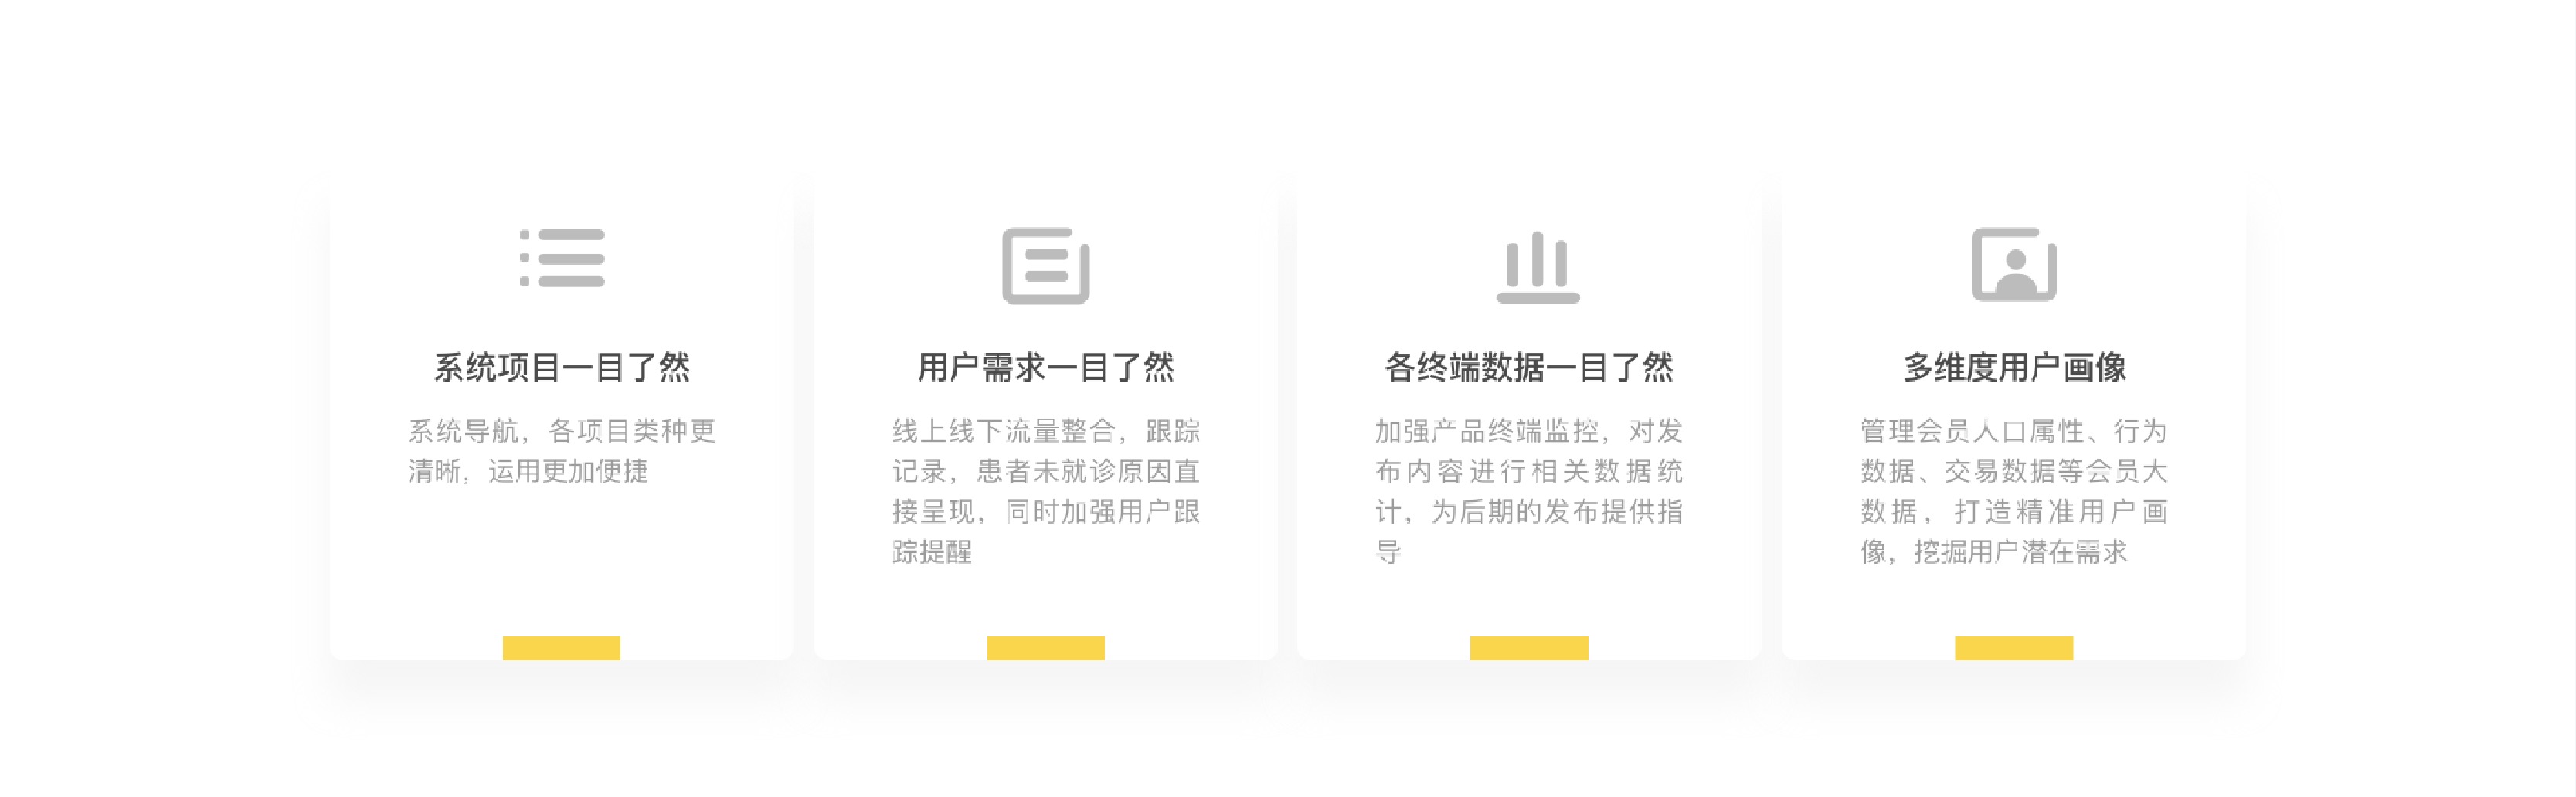 系统项目一目了然
系统导航，各项目类种更
清晰，运用更加便捷
用户需求一目了然
线上线下流量整合，跟踪
记录，患者未就诊原因直
接呈现，同时加强用户跟
踪提醒
各终端数据一目了然
加强产品终端监控，对发
布内容进行相关数据统
计，为后期的发布提供指
导
多维度用户画像
管理会员人口属性、行为
数据、交易数据等会员大
数据，打造精准用户画
像，挖掘用户潜在需求